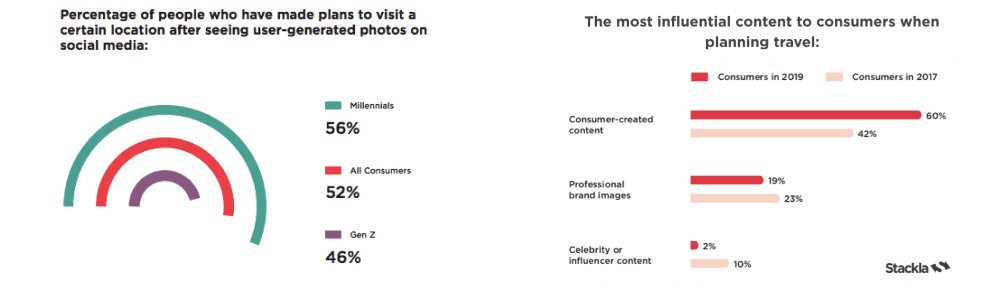 Percentage of people who have made plans to visit a
certain location after seeing user-generated photos on
social media:
Millennials
56%
All Consumers
52%
Gen Z
46%
The most influential content to consumers when
planning travel:
Consumers in 2019
Consumers in 2017
Consumer-created
content
60%
42%
Professional
brand images
19%
23%
Celebrity or
influencer content
2%
10%
Stackla